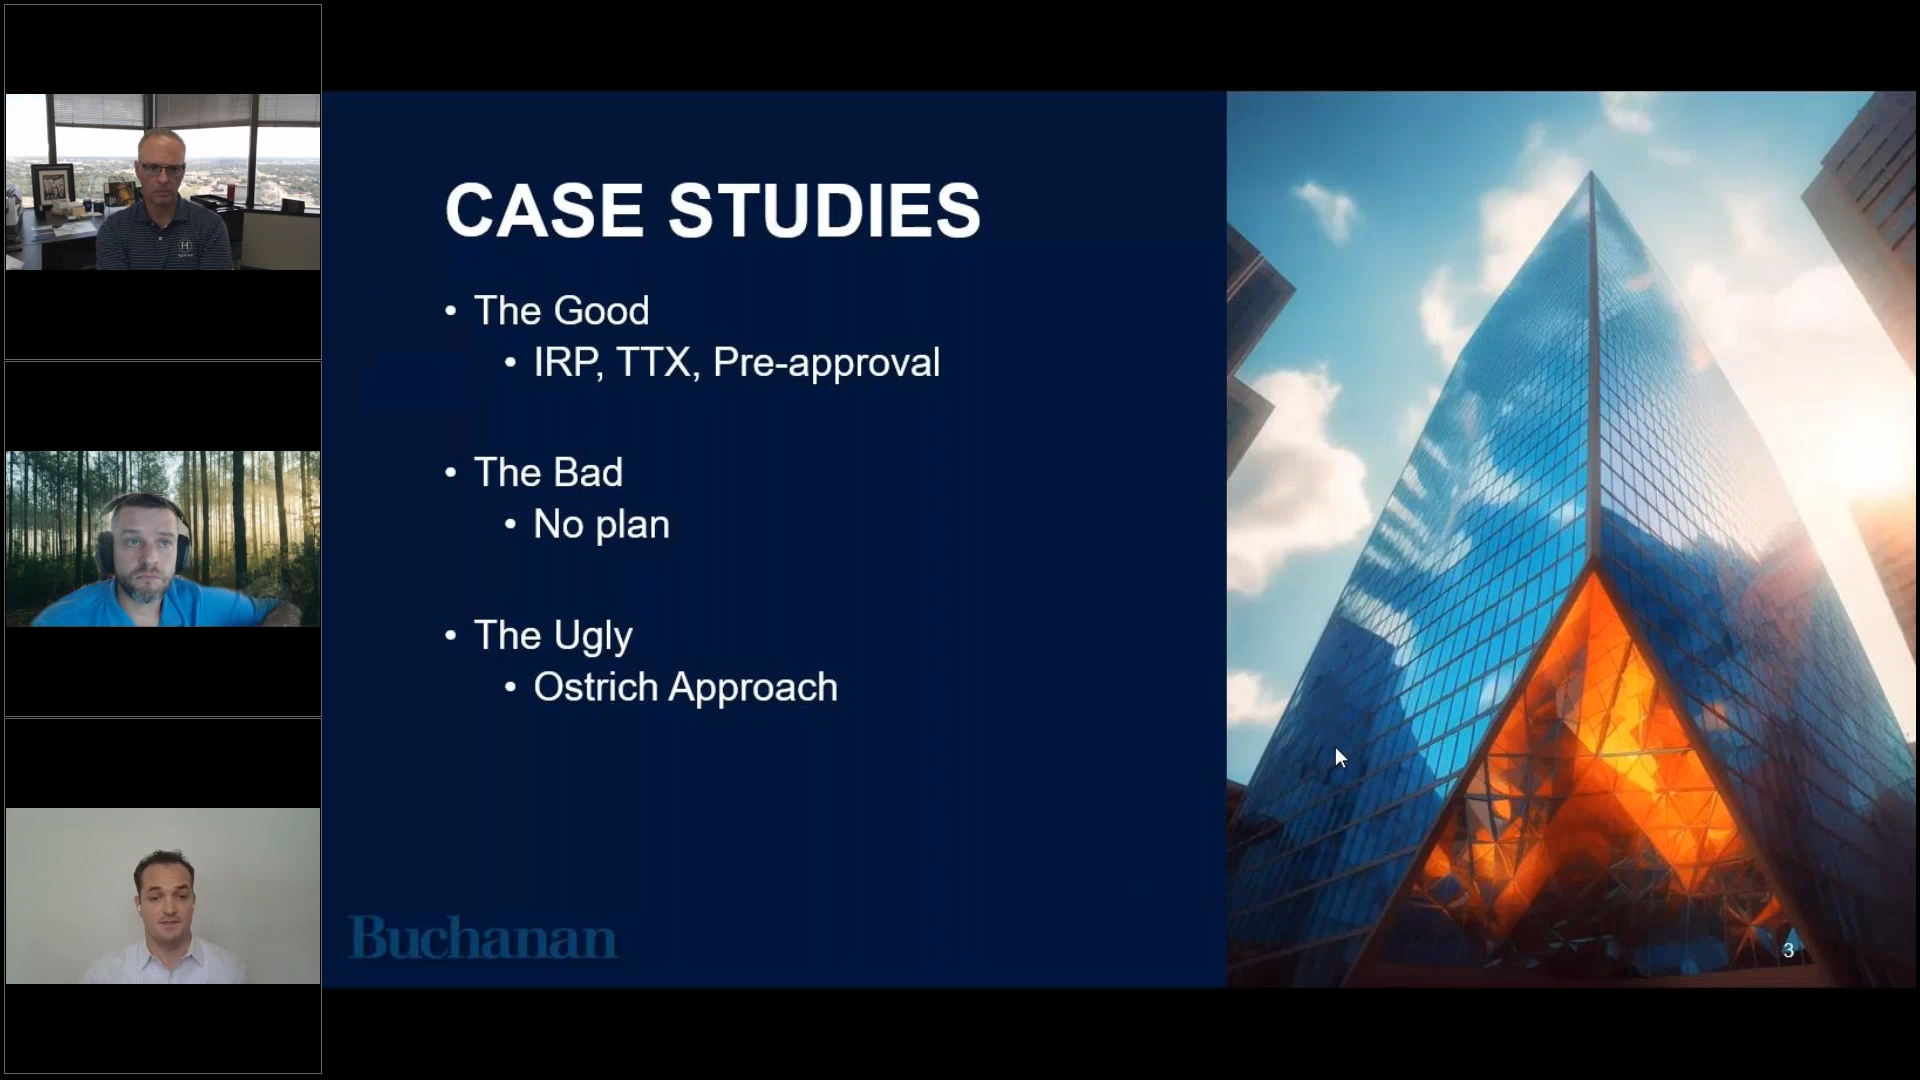 CASE STUDIES
• The Good
• IRP, TTX, Pre-approval
• The Bad
• No plan
• The Ugly
• Ostrich Approach
Buchanan
3
H